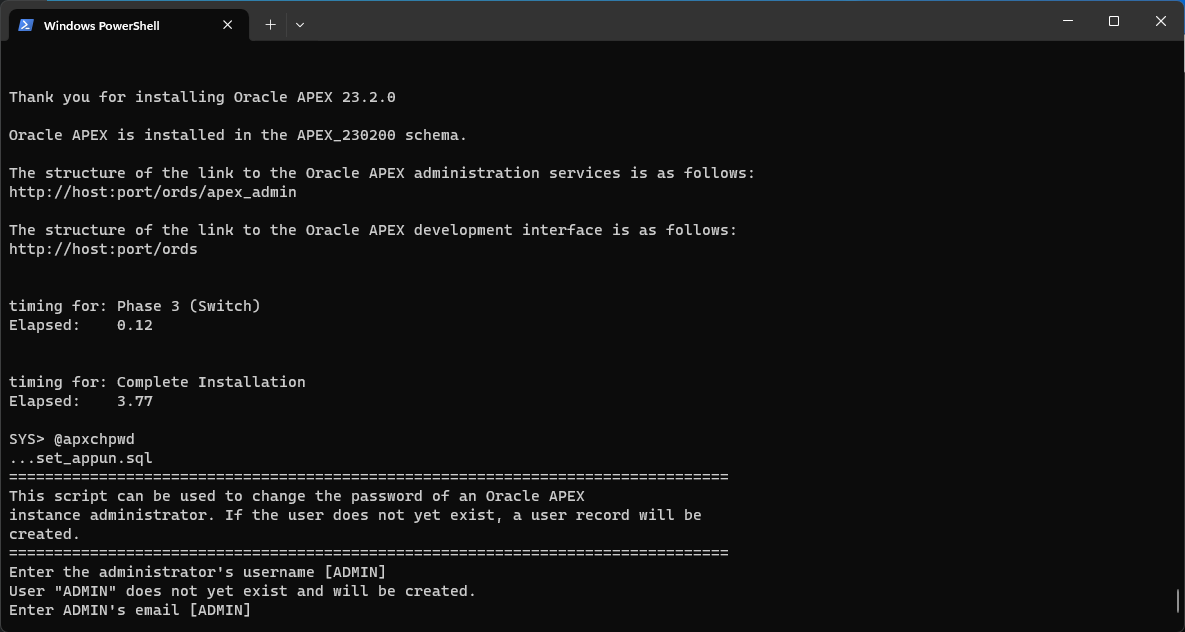 Windows PowerShell
Thank you for installing Oracle APEX 23.2.0
Oracle APEX is installed in the APEX_230200 schema.
The structure of the link to the Oracle APEX administration services is as follows:
http://host:port/ords/apex_admin
The structure of the link to the Oracle APEX development interface is as follows:
http://host:port/ords
timing for: Phase 3 (Switch)
Elapsed:    0.12
timing for: Complete Installation
Elapsed:    3.77
SYS> @apxchpwd
...set_appun.sql
================================================================================
This script can be used to change the password of an Oracle APEX
instance administrator. If the user does not yet exist, a user record will be
created.
================================================================================
Enter the administrator's username [ADMIN]
User "ADMIN" does not yet exist and will be created.
Enter ADMIN's email [ADMIN]